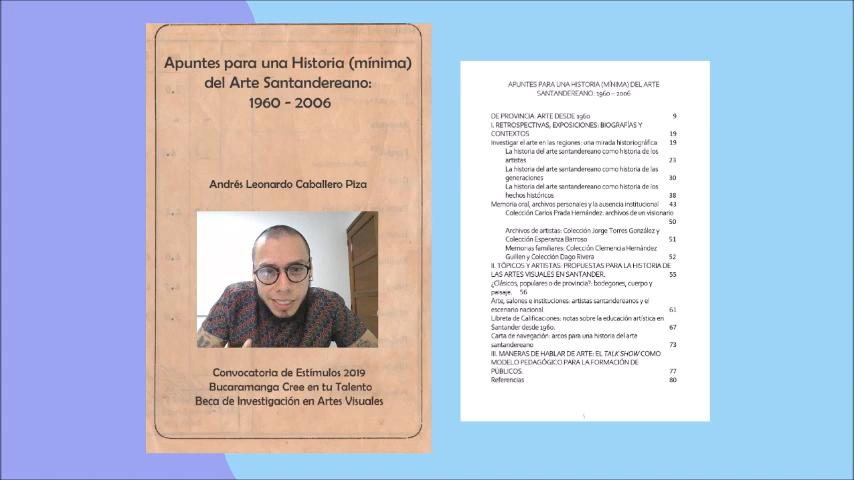 Apuntes para una Historia (mínima)
del Arte Santandereano:
1960 - 2006
Andrés Leonardo Caballero Piza
Convocatoria de Estímulos 2019
Bucaramanga Cree en tu Talento
Beca de Investigación en Artes Visuales
APUNTES PARA UNA HISTORIA (MÍNIMA) DEL ARTE
SANTANDEREANO. 1960 – 2006
DE PROVINCIA. ARTE DESDE 1960 9
I. RETROSPECTIVAS, EXPOSICIONES: BIOGRAFÍAS Y
CONTEXTOS 19
Investigar el arte en las regiones: una mirada historiográfica 19
La historia del arte santandereano como historia de los
artistas 23
La historia del arte santandereano como historia de las
generaciones 30
La historia del arte santandereano como historia de los
hechos históricos 38
Memoria oral, archivos personales y la ausencia institucional 43
Colección Carlos Prada Hernández: archivos de un visionario
50
Archivos de artistas: Colección Jorge Torres González y
Colección Esperanza Barroso 51
Memorias familiares: Colección Clemencia Hernández
Guillen y Colección Dago Rivera 52
II. TÓPICOS Y ARTISTAS: PROPUESTAS PARA LA HISTORIA DE
LAS ARTES VISUALES EN SANTANDER. 55
¿Clásicos, populares o de provincia?: bodegones, cuerpo y
paisaje. 56
Arte, salones e instituciones: artistas santandereanos y el
escenario nacional 61
Libreta de Calificaciones: notas sobre la educación artística en
Santander desde 1960. 67
Carta de navegación: arcos para una historia del arte
santandereano 73
III. MANERAS DE HABLAR DE ARTE: EL TALK SHOW COMO
MODELO PEDAGÓGICO PARA LA FORMACIÓN DE
PÚBLICOS. 77
Referencias 80